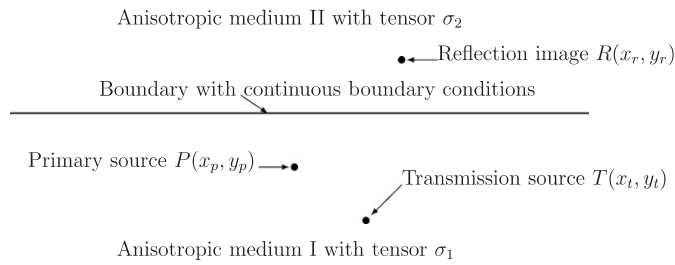 Anisotropic medium II with tensor σ₂
Reflection image R(xᵣ, yᵣ)
Boundary with continuous boundary conditions
Primary source P(xₚ, yₚ)
Transmission source T(xₜ, yₜ)
Anisotropic medium I with tensor σ₁